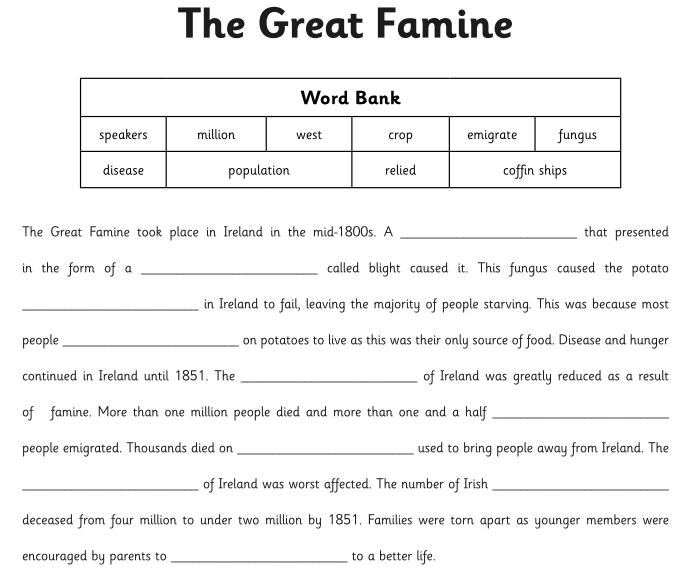 The Great Famine
Word Bank
speakers million west crop emigrate fungus
disease population relied coffin ships
The Great Famine took place in Ireland in the mid-1800s. A ____________________ that presented
in the form of a ____________________ called blight caused it. This fungus caused the potato
____________________ in Ireland to fail, leaving the majority of people starving. This was because most
people ____________________ on potatoes to live as this was their only source of food. Disease and hunger
continued in Ireland until 1851. The ____________________ of Ireland was greatly reduced as a result
of famine. More than one million people died and more than one and a half ____________________
people emigrated. Thousands died on ____________________ used to bring people away from Ireland. The
____________________ of Ireland was worst affected. The number of Irish ____________________
deceased from four million to under two million by 1851. Families were torn apart as younger members were
encouraged by parents to ____________________ to a better life.